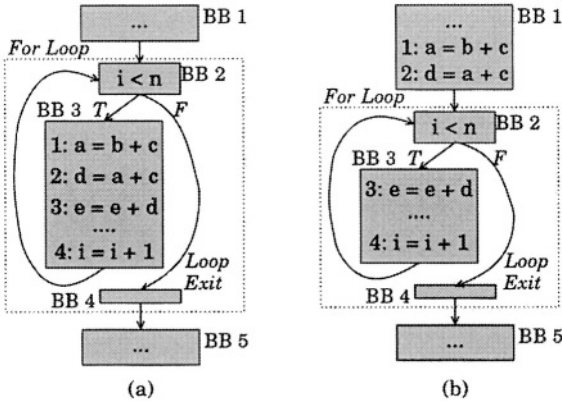 ... BB 1
For Loop
i < n BB 2
BB 3 T F
1: a = b + c
2: d = a + c
3: e = e + d
....
4: i = i + 1
Loop
Exit
BB 4
... BB 5
(a)
... BB 1
1: a = b + c
2: d = a + c
For Loop
i < n BB 2
BB 3 T F
3: e = e + d
....
4: i = i + 1
Loop
Exit
BB 4
... BB 5
(b)